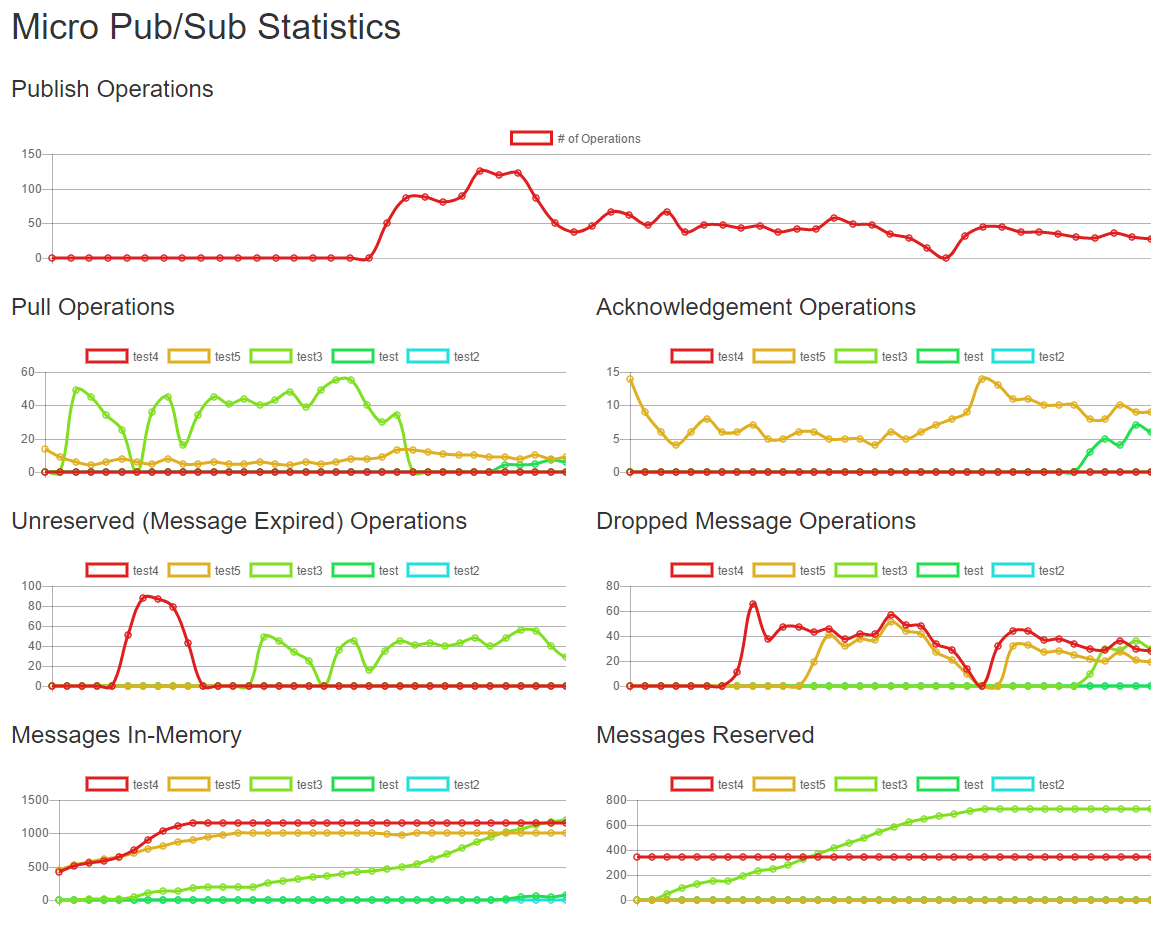 Micro Pub/Sub Statistics
Publish Operations
# of Operations
150
100
50
0
Pull Operations
test4 test5 test3 test test2
60
40
20
0
Acknowledgement Operations
test4 test5 test3 test test2
15
10
5
0
Unreserved (Message Expired) Operations
test4 test5 test3 test test2
100
80
60
40
20
0
Dropped Message Operations
test4 test5 test3 test test2
80
60
40
20
0
Messages In-Memory
test4 test5 test3 test test2
1500
1000
500
0
Messages Reserved
test4 test5 test3 test test2
800
600
400
200
0